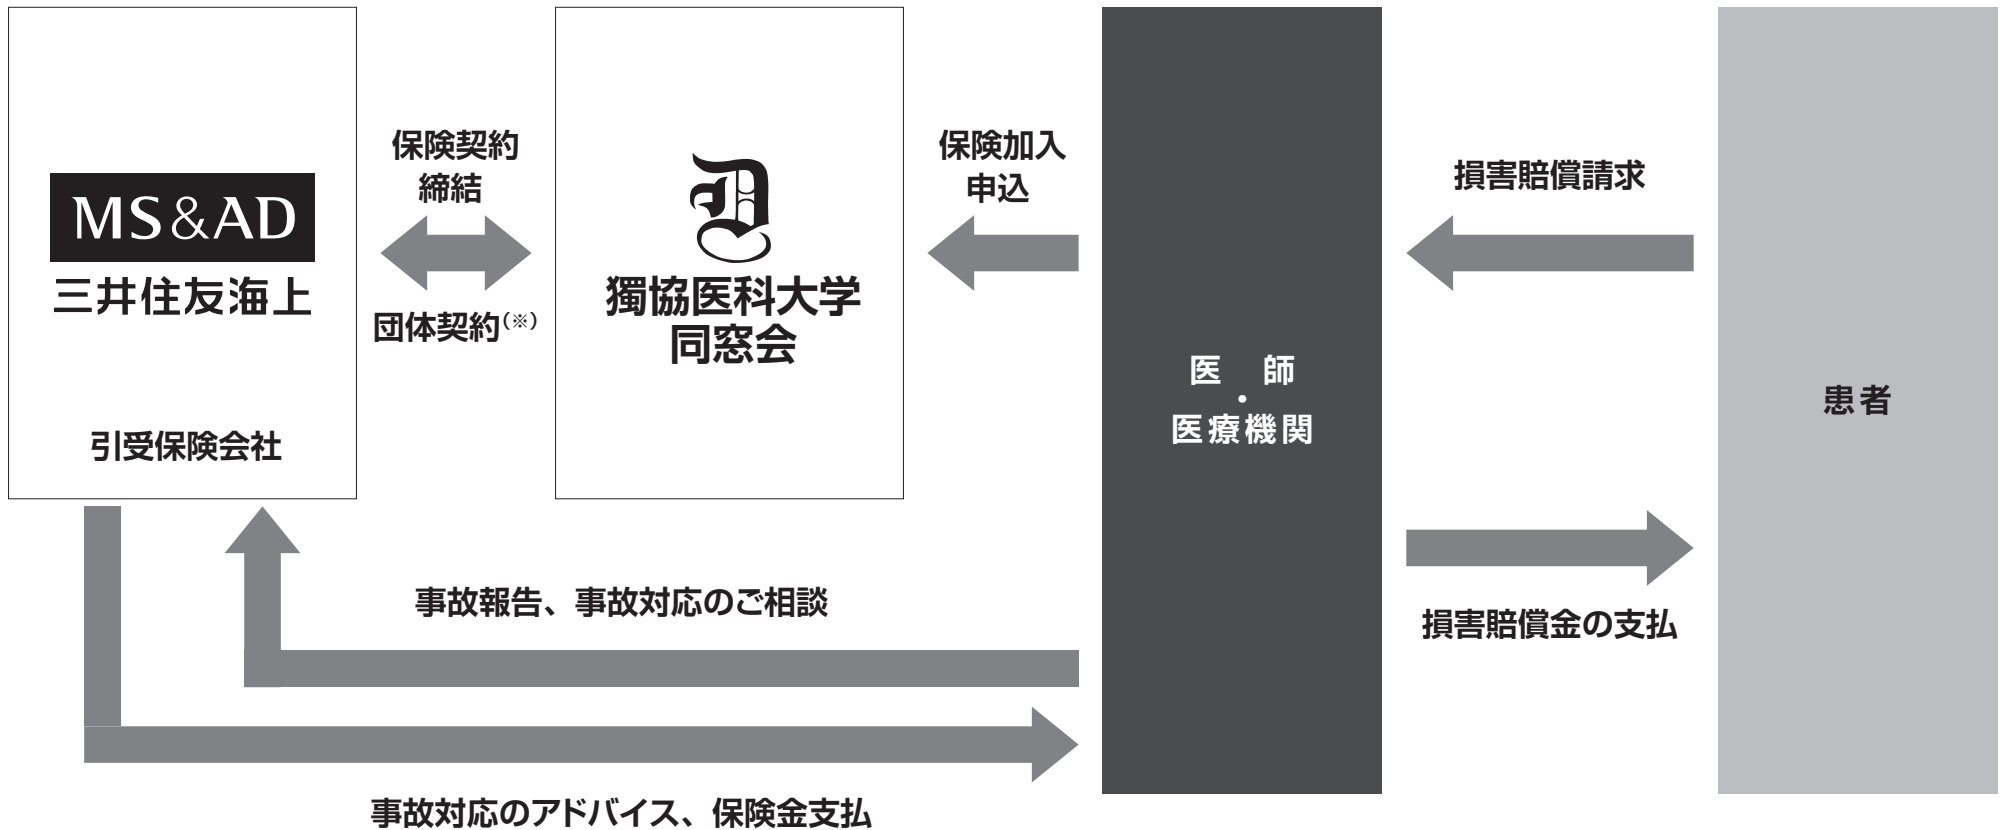 MS&AD
三井住友海上
引受保険会社
保険契約
締結
団体契約(※)
獨協医科大学
同窓会
保険加入
申込
医　師
・
医療機関
損害賠償請求
損害賠償金の支払
患者
事故報告、事故対応のご相談
事故対応のアドバイス、保険金支払